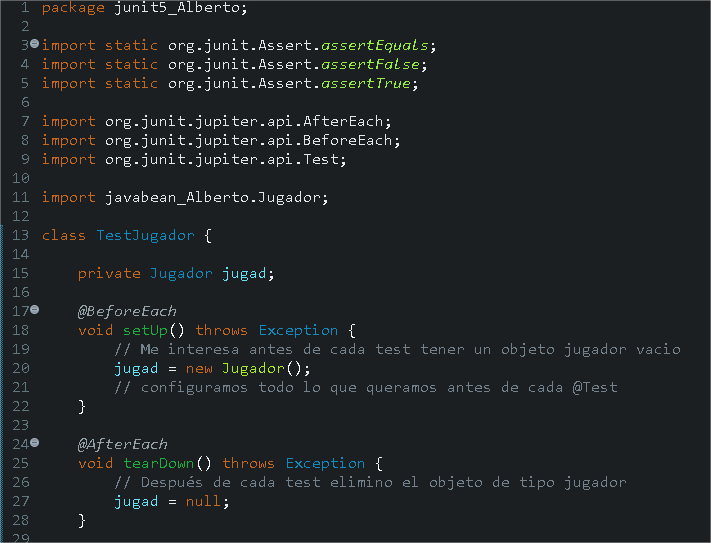 1 package junit5_Alberto;
2
3 import static org.junit.Assert.assertEquals;
4 import static org.junit.Assert.assertFalse;
5 import static org.junit.Assert.assertTrue;
6
7 import org.junit.jupiter.api.AfterEach;
8 import org.junit.jupiter.api.BeforeEach;
9 import org.junit.jupiter.api.Test;
10
11 import javabean_Alberto.Jugador;
12
13 class TestJugador {
14
15     private Jugador jugad;
16
17     @BeforeEach
18     void setUp() throws Exception {
19         // Me interesa antes de cada test tener un objeto jugador vacio
20         jugad = new Jugador();
21         // configuramos todo lo que queramos antes de cada @Test
22     }
23
24     @AfterEach
25     void tearDown() throws Exception {
26         // Después de cada test elimino el objeto de tipo jugador
27         jugad = null;
28     }
29